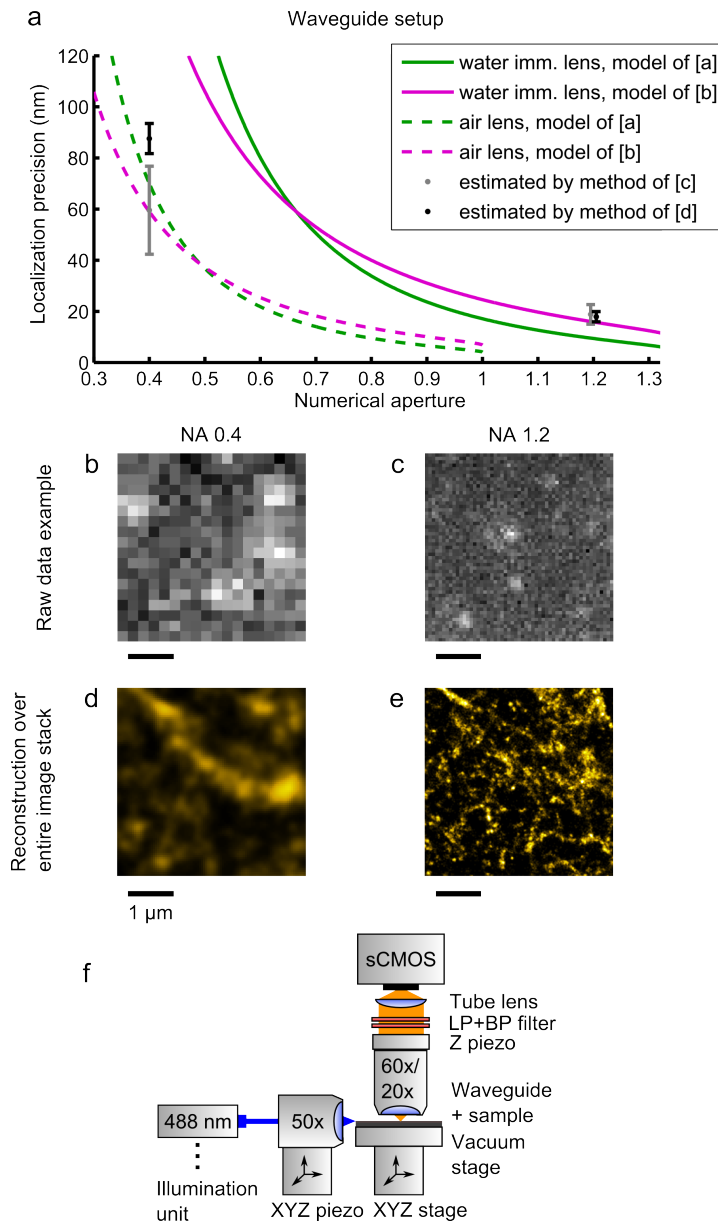 a
Waveguide setup
120
100
80
60
40
20
0
Localization precision (nm)
water imm. lens, model of [a]
water imm. lens, model of [b]
air lens, model of [a]
air lens, model of [b]
estimated by method of [c]
estimated by method of [d]
0.3 0.4 0.5 0.6 0.7 0.8 0.9 1 1.1 1.2 1.3
Numerical aperture
NA 0.4
NA 1.2
Raw data example
b
c
Reconstruction over
entire image stack
d
e
1 µm
f
sCMOS
Tube lens
LP+BP filter
Z piezo
60x/
20x
Waveguide
+ sample
Vacuum
stage
488 nm
50x
Illumination
unit
XYZ piezo
XYZ stage